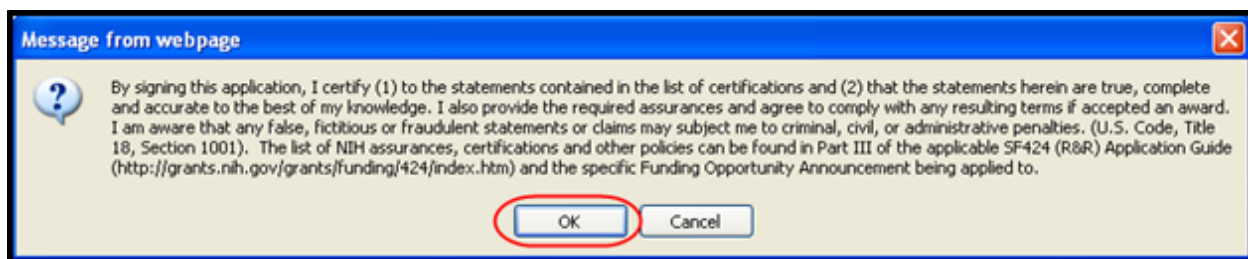 Message from webpage
By signing this application, I certify (1) to the statements contained in the list of certifications and (2) that the statements herein are true, complete
and accurate to the best of my knowledge. I also provide the required assurances and agree to comply with any resulting terms if accepted an award.
I am aware that any false, fictitious or fraudulent statements or claims may subject me to criminal, civil, or administrative penalties. (U.S. Code, Title
18, Section 1001). The list of NIH assurances, certifications and other policies can be found in Part III of the applicable SF424 (R&R) Application Guide
(http://grants.nih.gov/grants/funding/424/index.htm) and the specific Funding Opportunity Announcement being applied to.
OK Cancel